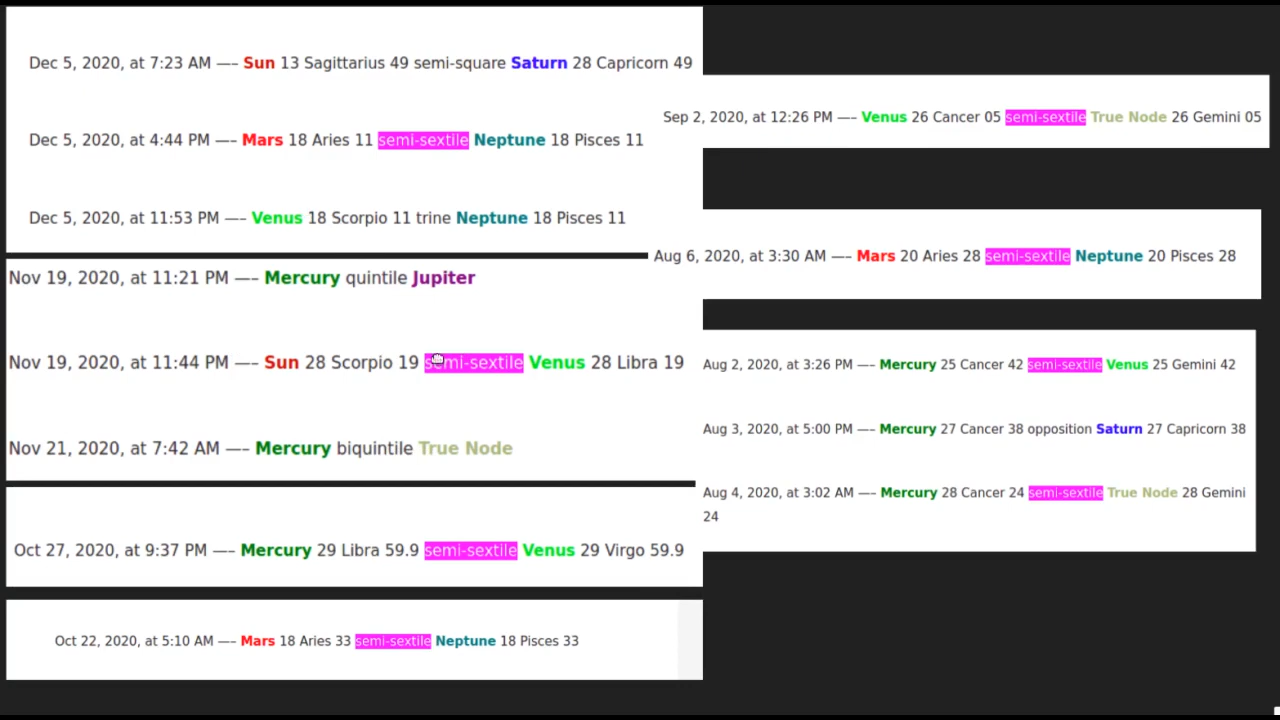 Dec 5, 2020, at 7:23 AM —– Sun 13 Sagittarius 49 semi-square Saturn 28 Capricorn 49
Dec 5, 2020, at 4:44 PM —– Mars 18 Aries 11 semi-sextile Neptune 18 Pisces 11
Dec 5, 2020, at 11:53 PM —– Venus 18 Scorpio 11 trine Neptune 18 Pisces 11
Nov 19, 2020, at 11:21 PM —– Mercury quintile Jupiter
Nov 19, 2020, at 11:44 PM —– Sun 28 Scorpio 19 semi-sextile Venus 28 Libra 19
Nov 21, 2020, at 7:42 AM —– Mercury biquintile True Node
Oct 27, 2020, at 9:37 PM —– Mercury 29 Libra 59.9 semi-sextile Venus 29 Virgo 59.9
Oct 22, 2020, at 5:10 AM —– Mars 18 Aries 33 semi-sextile Neptune 18 Pisces 33
Sep 2, 2020, at 12:26 PM —– Venus 26 Cancer 05 semi-sextile True Node 26 Gemini 05
Aug 6, 2020, at 3:30 AM —– Mars 20 Aries 28 semi-sextile Neptune 20 Pisces 28
Aug 2, 2020, at 3:26 PM —– Mercury 25 Cancer 42 semi-sextile Venus 25 Gemini 42
Aug 3, 2020, at 5:00 PM —– Mercury 27 Cancer 38 opposition Saturn 27 Capricorn 38
Aug 4, 2020, at 3:02 AM —– Mercury 28 Cancer 24 semi-sextile True Node 28 Gemini
24